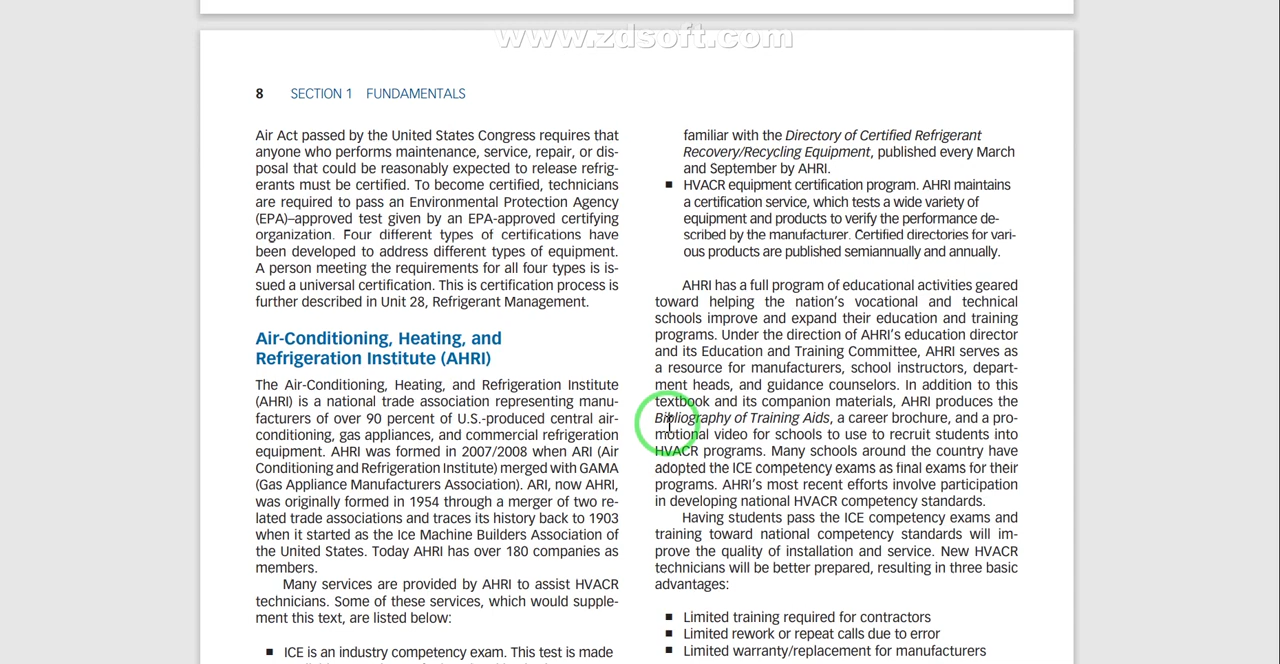 www.zdsoft.com
8 SECTION 1 FUNDAMENTALS
Air Act passed by the United States Congress requires that
anyone who performs maintenance, service, repair, or dis-
posal that could be reasonably expected to release refrig-
erants must be certified. To become certified, technicians
are required to pass an Environmental Protection Agency
(EPA)–approved test given by an EPA-approved certifying
organization. Four different types of certifications have
been developed to address different types of equipment.
A person meeting the requirements for all four types is is-
sued a universal certification. This is certification process is
further described in Unit 28, Refrigerant Management.
Air-Conditioning, Heating, and
Refrigeration Institute (AHRI)
The Air-Conditioning, Heating, and Refrigeration Institute
(AHRI) is a national trade association representing manu-
facturers of over 90 percent of U.S.-produced central air-
conditioning, gas appliances, and commercial refrigeration
equipment. AHRI was formed in 2007/2008 when ARI (Air
Conditioning and Refrigeration Institute) merged with GAMA
(Gas Appliance Manufacturers Association). ARI, now AHRI,
was originally formed in 1954 through a merger of two re-
lated trade associations and traces its history back to 1903
when it started as the Ice Machine Builders Association of
the United States. Today AHRI has over 180 companies as
members.
Many services are provided by AHRI to assist HVACR
technicians. Some of these services, which would supple-
ment this text, are listed below:
■ ICE is an industry competency exam. This test is made
familiar with the Directory of Certified Refrigerant
Recovery/Recycling Equipment, published every March
and September by AHRI.
■ HVACR equipment certification program. AHRI maintains
a certification service, which tests a wide variety of
equipment and products to verify the performance de-
scribed by the manufacturer. Certified directories for vari-
ous products are published semiannually and annually.
AHRI has a full program of educational activities geared
toward helping the nation's vocational and technical
schools improve and expand their education and training
programs. Under the direction of AHRI's education director
and its Education and Training Committee, AHRI serves as
a resource for manufacturers, school instructors, depart-
ment heads, and guidance counselors. In addition to this
textbook and its companion materials, AHRI produces the
Bibliography of Training Aids, a career brochure, and a pro-
motional video for schools to use to recruit students into
HVACR programs. Many schools around the country have
adopted the ICE competency exams as final exams for their
programs. AHRI's most recent efforts involve participation
in developing national HVACR competency standards.
Having students pass the ICE competency exams and
training toward national competency standards will im-
prove the quality of installation and service. New HVACR
technicians will be better prepared, resulting in three basic
advantages:
■ Limited training required for contractors
■ Limited rework or repeat calls due to error
■ Limited warranty/replacement for manufacturers